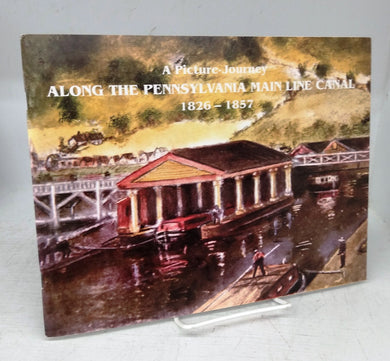 A Picture Journey
ALONG THE PENNSYLVANIA MAIN LINE CANAL
1826 – 1857